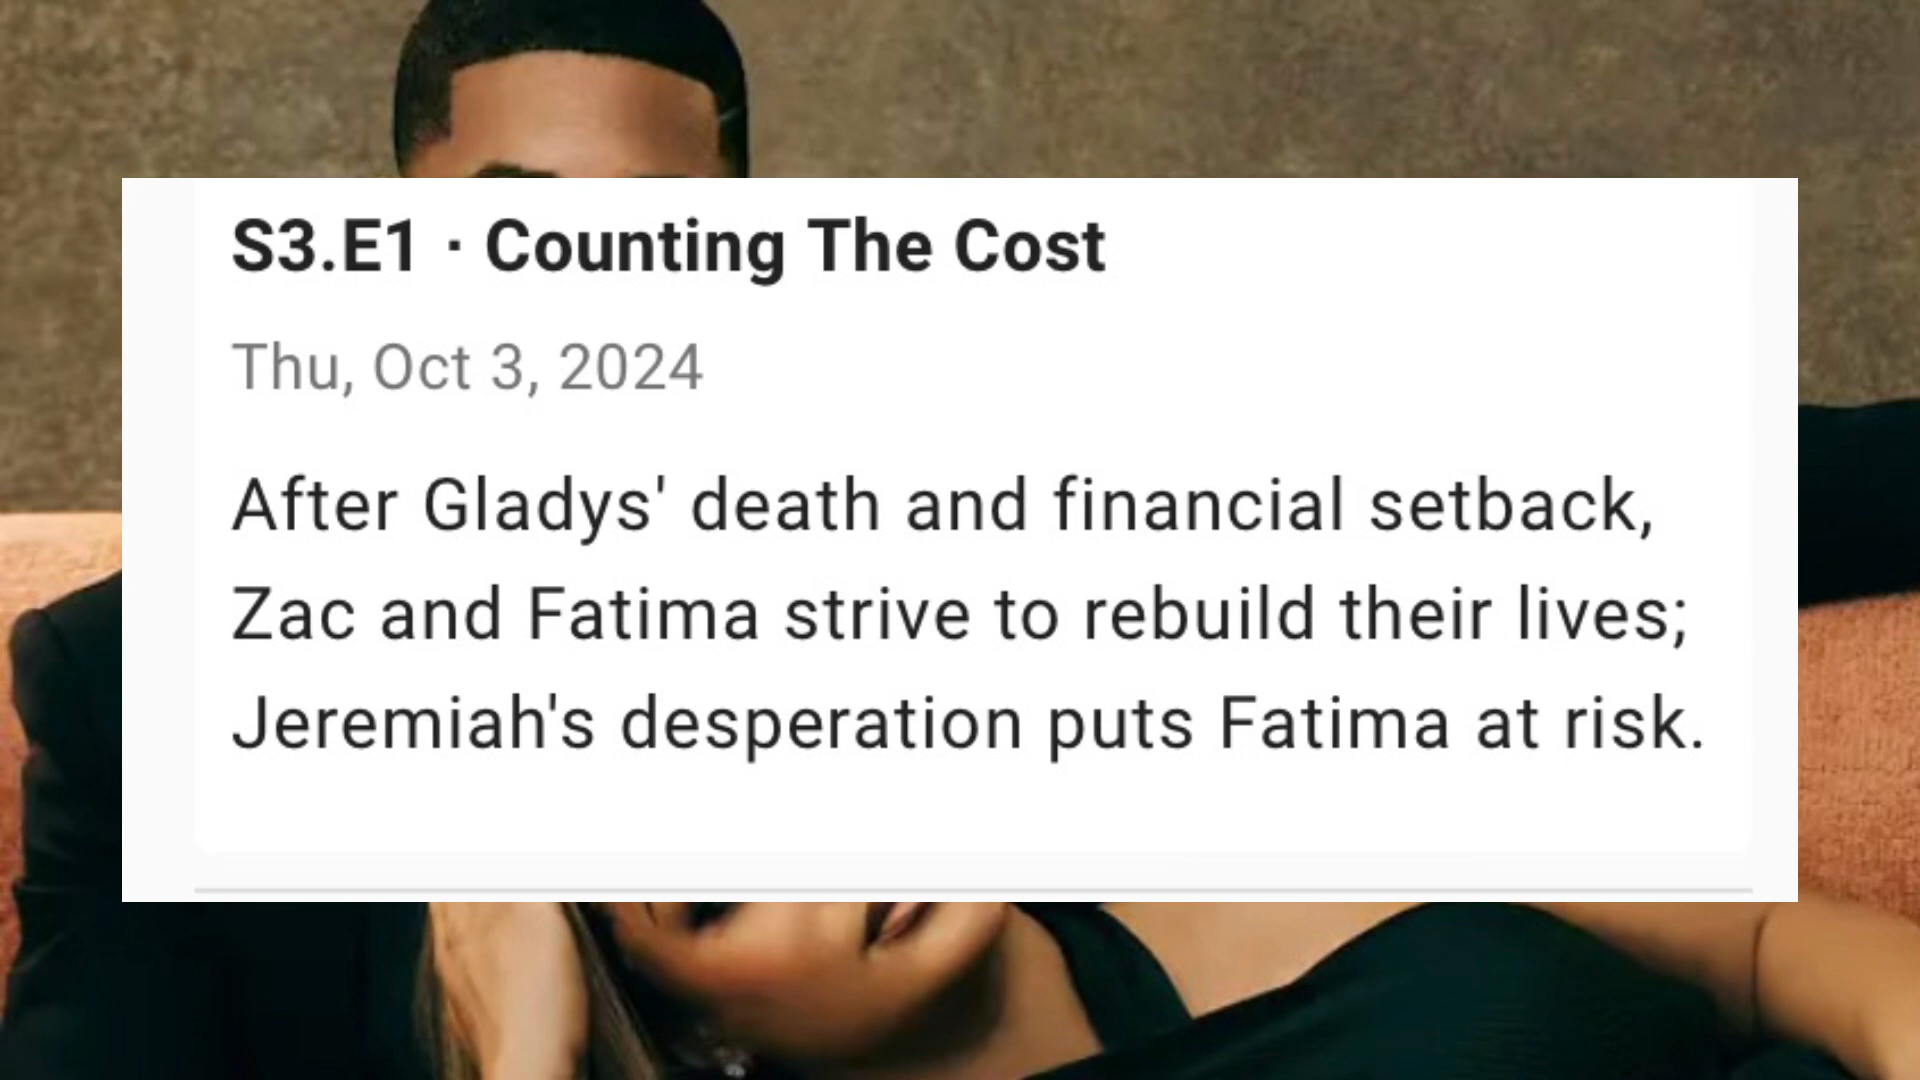 S3.E1 · Counting The Cost
Thu, Oct 3, 2024
After Gladys' death and financial setback,
Zac and Fatima strive to rebuild their lives;
Jeremiah's desperation puts Fatima at risk.